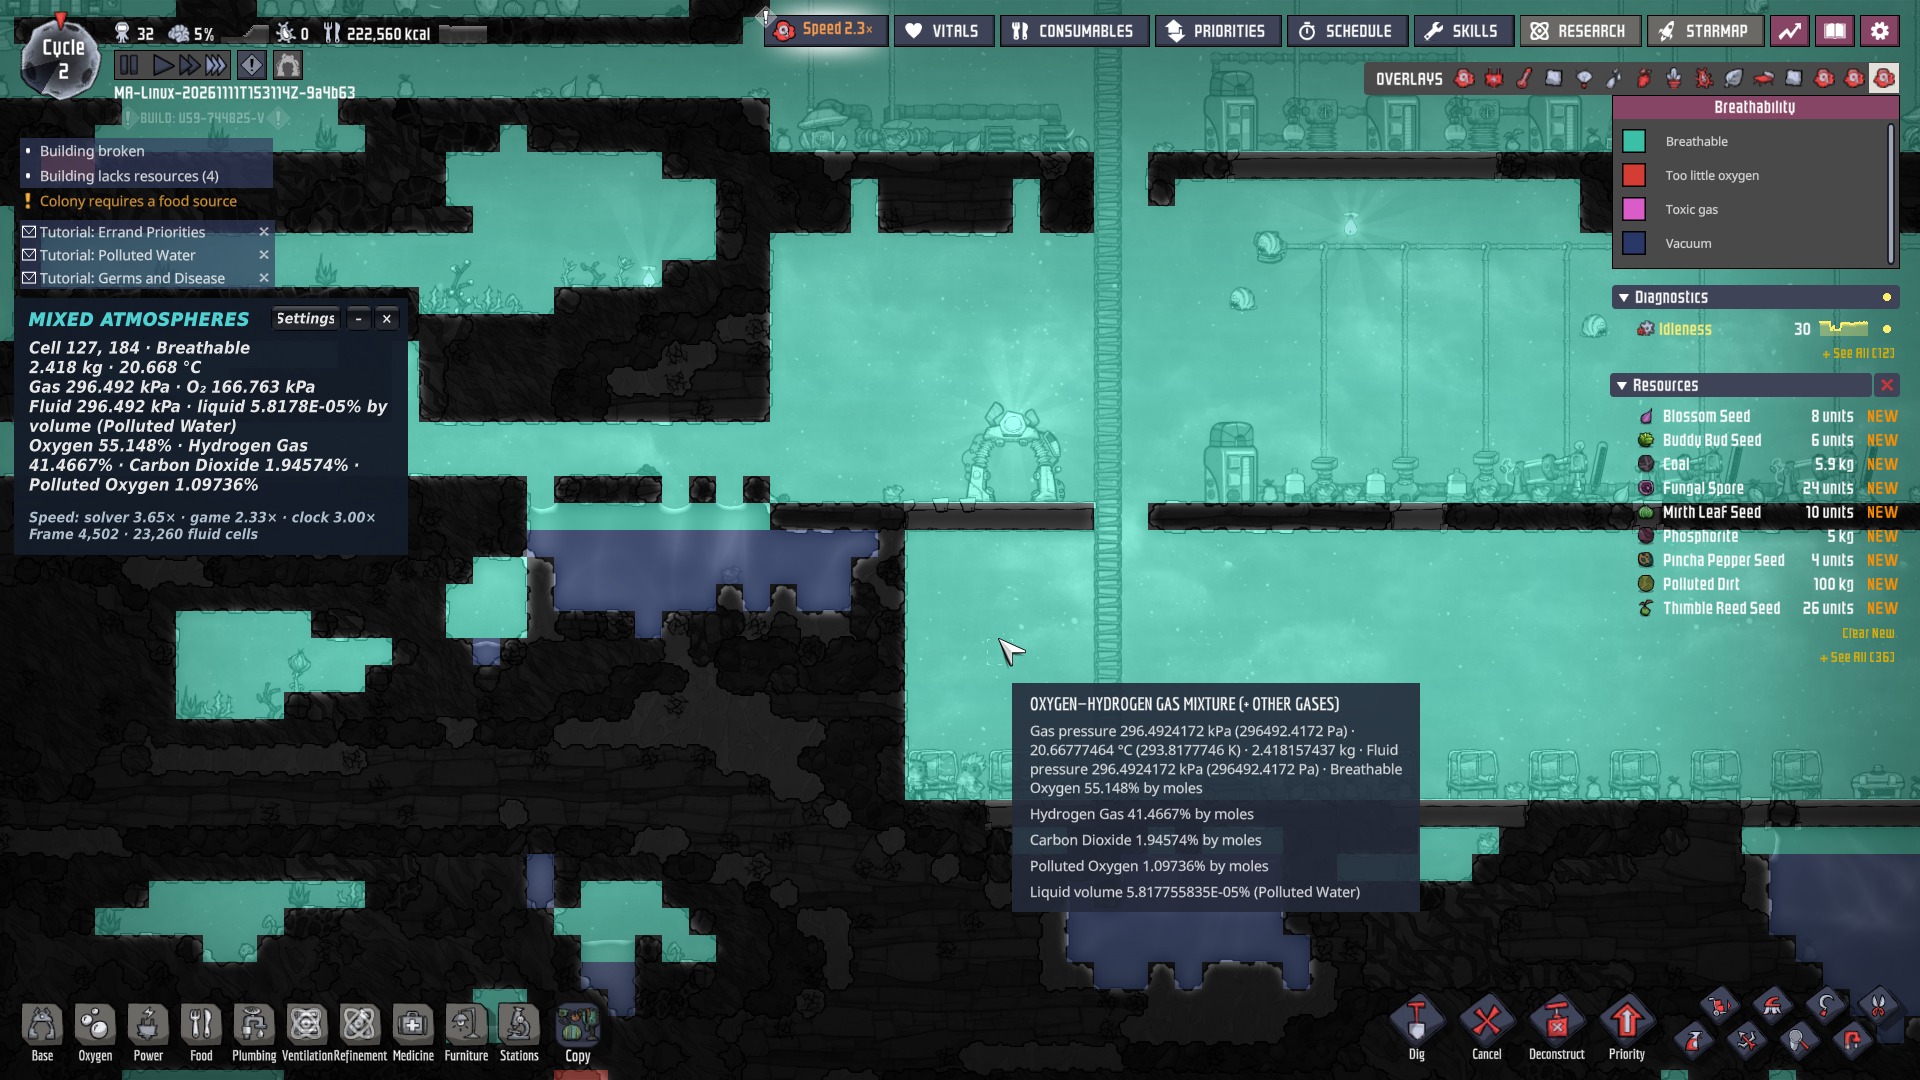 Cycle
2
32
5%
0
222,560 kcal
MA-Linux-20261111T153114Z-9a4b63
BUILD: U59-744825-V
Speed 2.3×
VITALS
CONSUMABLES
PRIORITIES
SCHEDULE
SKILLS
RESEARCH
STARMAP
OVERLAYS
Breathability
Breathable
Too little oxygen
Toxic gas
Vacuum
Building broken
Building lacks resources (4)
Colony requires a food source
Tutorial: Errand Priorities
Tutorial: Polluted Water
Tutorial: Germs and Disease
MIXED ATMOSPHERES
Settings
-
×
Cell 127, 184 · Breathable
2.418 kg · 20.668 °C
Gas 296.492 kPa · O₂ 166.763 kPa
Fluid 296.492 kPa · liquid 5.8178E-05% by
volume (Polluted Water)
Oxygen 55.148% · Hydrogen Gas
41.4667% · Carbon Dioxide 1.94574% ·
Polluted Oxygen 1.09736%
Speed: solver 3.65× · game 2.33× · clock 3.00×
Frame 4,502 · 23,260 fluid cells
Diagnostics
Idleness 30
+ See All (12)
Resources
Blossom Seed 8 units NEW
Buddy Bud Seed 6 units NEW
Coal 5.9 kg NEW
Fungal Spore 24 units NEW
Mirth Leaf Seed 10 units NEW
Phosphorite 5 kg NEW
Pincha Pepper Seed 4 units NEW
Polluted Dirt 100 kg NEW
Thimble Reed Seed 26 units NEW
Clear New
+ See All (36)
OXYGEN–HYDROGEN GAS MIXTURE (+ OTHER GASES)
Gas pressure 296.4924172 kPa (296492.4172 Pa) ·
20.66777464 °C (293.8177746 K) · 2.418157437 kg · Fluid
pressure 296.4924172 kPa (296492.4172 Pa) · Breathable
Oxygen 55.148% by moles
Hydrogen Gas 41.4667% by moles
Carbon Dioxide 1.94574% by moles
Polluted Oxygen 1.09736% by moles
Liquid volume 5.817755835E-05% (Polluted Water)
Base
Oxygen
Power
Food
Plumbing
Ventilation
Refinement
Medicine
Furniture
Stations
Copy
Dig
Cancel
Deconstruct
Priority